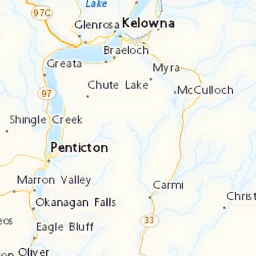 Lake
97C
Kelowna
Glenrosa
Braeloch
Greata
Myra
Chute Lake
97
McCulloch
Shingle Creek
Penticton
Marron Valley
Carmi
Okanagan Falls
Christ
33
eos
Eagle Bluff
on
Oliver